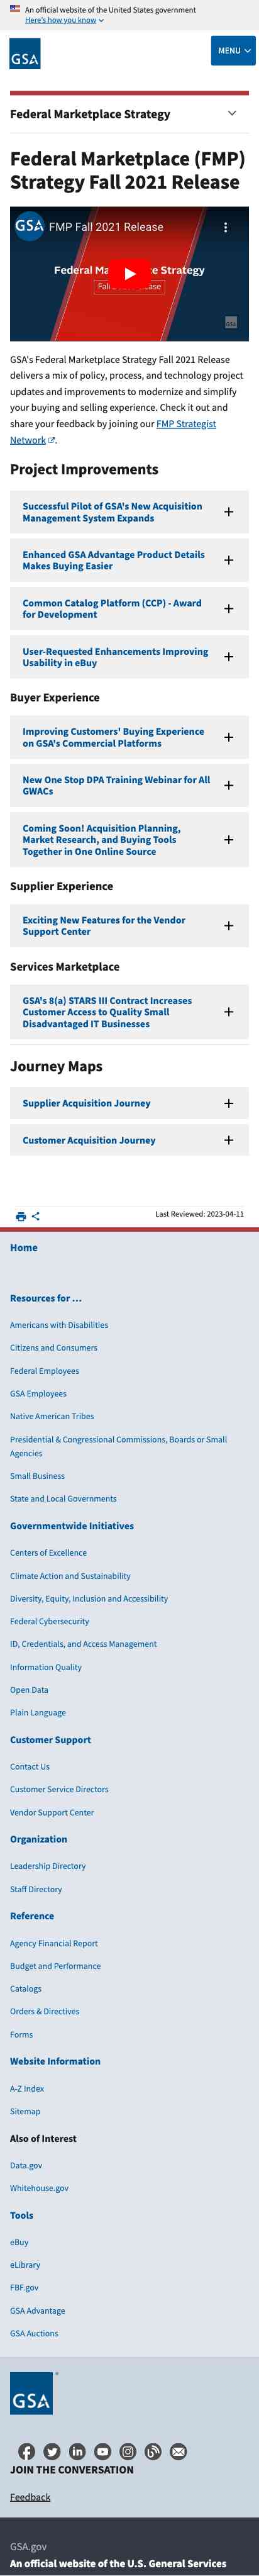 An official website of the United States government
Here's how you know
GSA
MENU
Federal Marketplace Strategy
Federal Marketplace (FMP)
Strategy Fall 2021 Release
GSA FMP Fall 2021 Release
Federal Marketplace Strategy
Fall 2021 Release
GSA
GSA's Federal Marketplace Strategy Fall 2021 Release
delivers a mix of policy, process, and technology project
updates and improvements to modernize and simplify
your buying and selling experience. Check it out and
share your feedback by joining our FMP Strategist
Network .
Project Improvements
Successful Pilot of GSA's New Acquisition
Management System Expands
Enhanced GSA Advantage Product Details
Makes Buying Easier
Common Catalog Platform (CCP) - Award
for Development
User-Requested Enhancements Improving
Usability in eBuy
Buyer Experience
Improving Customers' Buying Experience
on GSA's Commercial Platforms
New One Stop DPA Training Webinar for All
GWACs
Coming Soon! Acquisition Planning,
Market Research, and Buying Tools
Together in One Online Source
Supplier Experience
Exciting New Features for the Vendor
Support Center
Services Marketplace
GSA's 8(a) STARS III Contract Increases
Customer Access to Quality Small
Disadvantaged IT Businesses
Journey Maps
Supplier Acquisition Journey
Customer Acquisition Journey
Last Reviewed: 2023-04-11
Home
Resources for …
Americans with Disabilities
Citizens and Consumers
Federal Employees
GSA Employees
Native American Tribes
Presidential & Congressional Commissions, Boards or Small
Agencies
Small Business
State and Local Governments
Governmentwide Initiatives
Centers of Excellence
Climate Action and Sustainability
Diversity, Equity, Inclusion and Accessibility
Federal Cybersecurity
ID, Credentials, and Access Management
Information Quality
Open Data
Plain Language
Customer Support
Contact Us
Customer Service Directors
Vendor Support Center
Organization
Leadership Directory
Staff Directory
Reference
Agency Financial Report
Budget and Performance
Catalogs
Orders & Directives
Forms
Website Information
A-Z Index
Sitemap
Also of Interest
Data.gov
Whitehouse.gov
Tools
eBuy
eLibrary
FBF.gov
GSA Advantage
GSA Auctions
GSA
JOIN THE CONVERSATION
Feedback
GSA.gov
An official website of the U.S. General Services